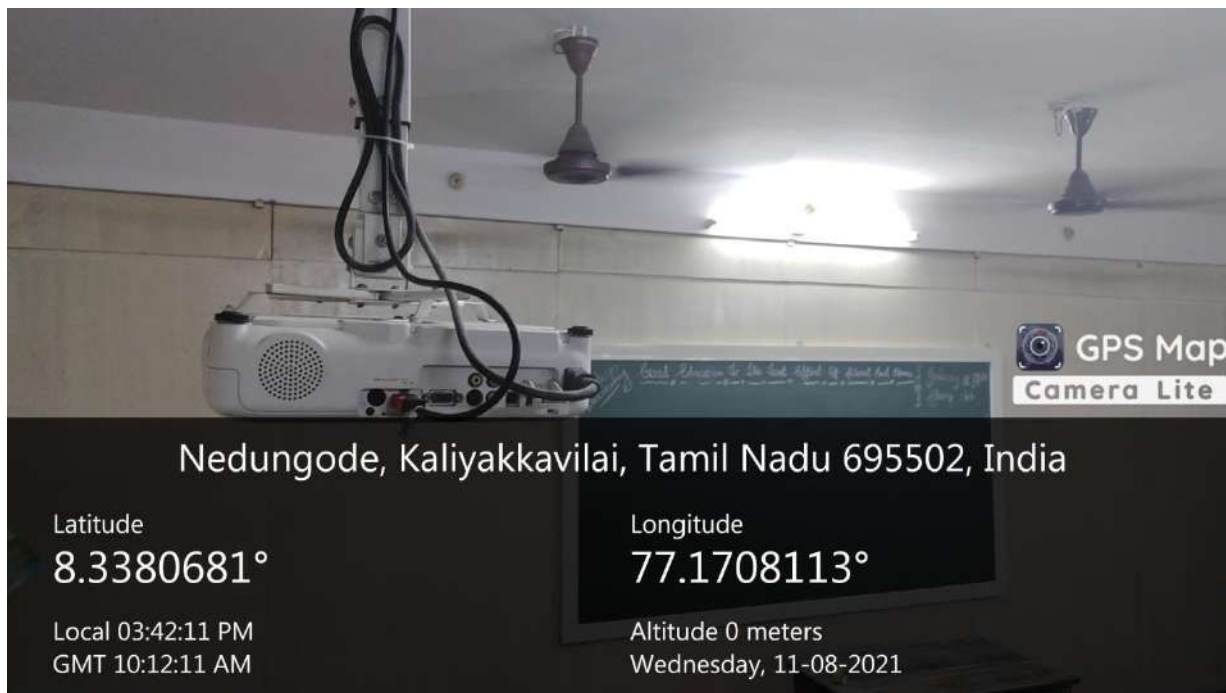 GPS Map
Camera Lite
Nedungode, Kaliyakkavilai, Tamil Nadu 695502, India
Latitude
8.3380681°
Longitude
77.1708113°
Local 03:42:11 PM
GMT 10:12:11 AM
Altitude 0 meters
Wednesday, 11-08-2021